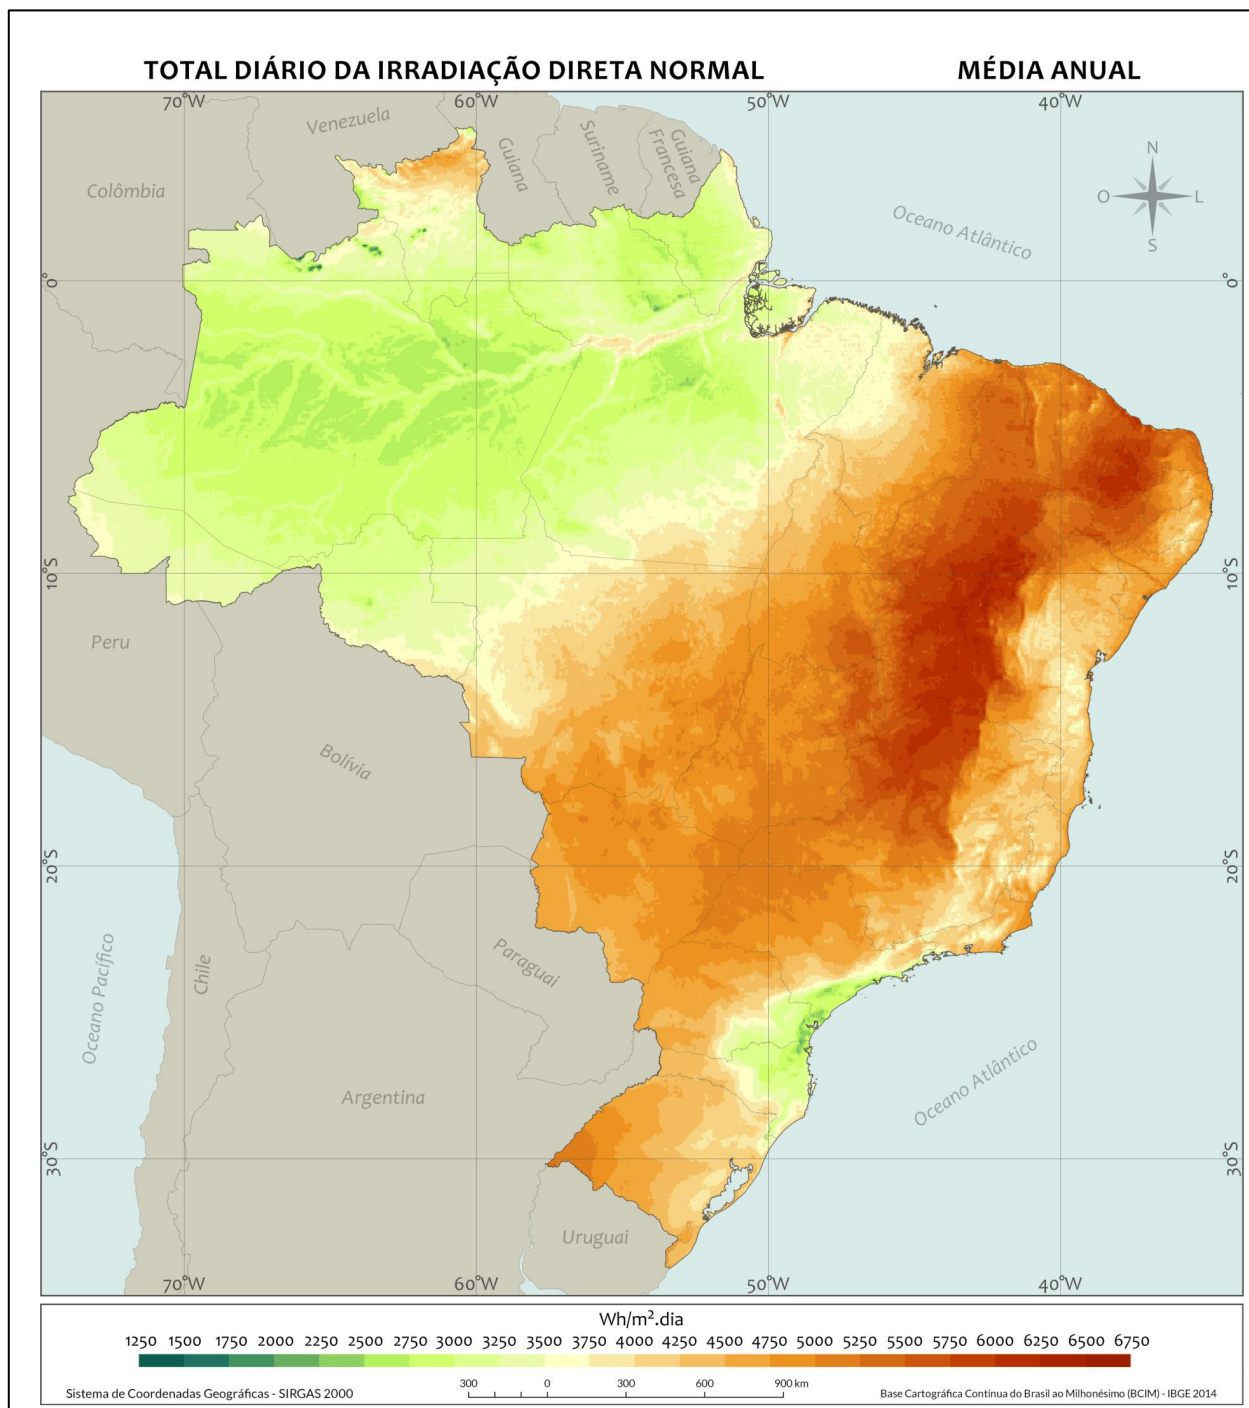 TOTAL DIÁRIO DA IRRADIAÇÃO DIRETA NORMAL MÉDIA ANUAL
70°W 60°W 50°W 40°W
Venezuela
Guiana
Suriname
Guiana
Francesa
Colômbia
N
O L
S
Oceano Atlântico
0° 0°
10°S 10°S
Peru
Bolívia
20°S 20°S
Oceano Pacífico
Chile
Paraguai
Argentina
Oceano Atlântico
30°S 30°S
Uruguai
70°W 60°W 50°W 40°W
Wh/m².dia
1250 1500 1750 2000 2250 2500 2750 3000 3250 3500 3750 4000 4250 4500 4750 5000 5250 5500 5750 6000 6250 6500 6750
Sistema de Coordenadas Geográficas - SIRGAS 2000
300 0 300 600 900 km
Base Cartográfica Contínua do Brasil ao Milhonésimo (BCIM) - IBGE 2014